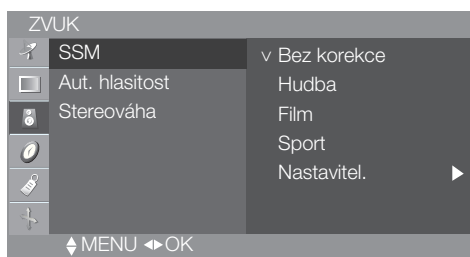 ZVUK
SSM
Aut. hlasitost
Stereováha
v Bez korekce
Hudba
Film
Sport
Nastavitel.
MENU OK